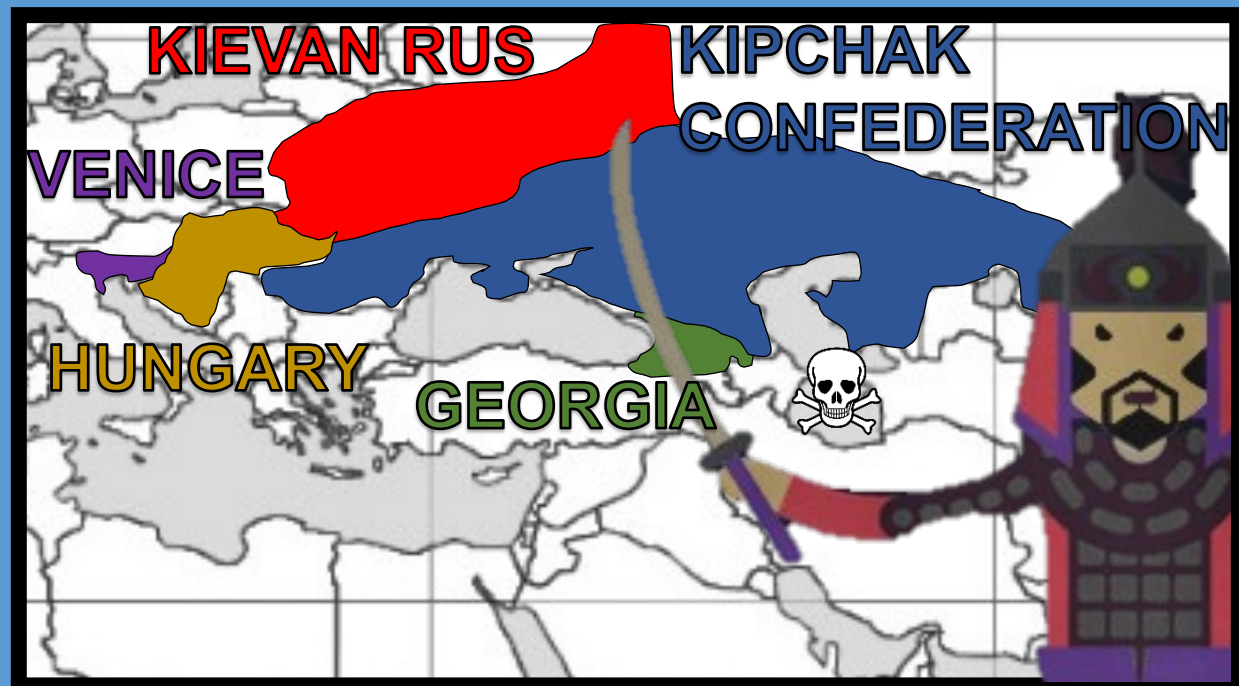 KIEVAN RUS
KIPCHAK
CONFEDERATION
VENICE
HUNGARY
GEORGIA